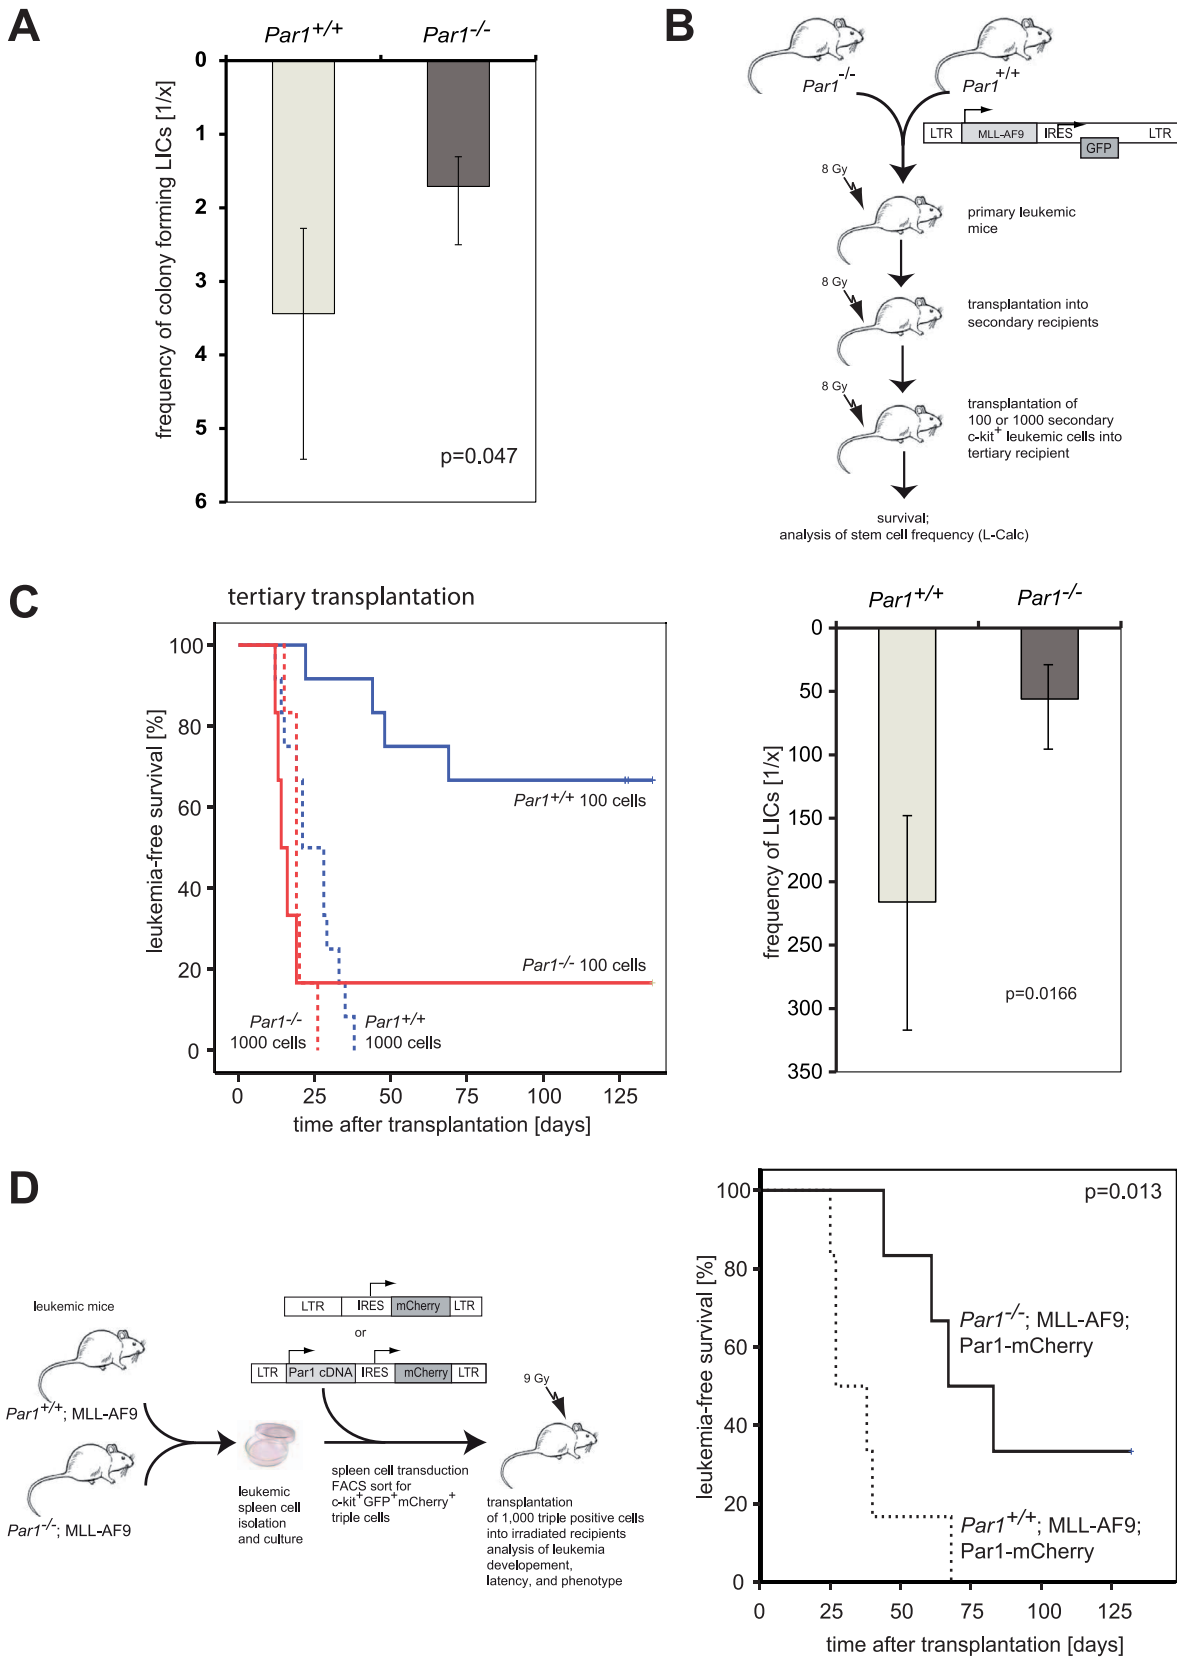 A
Par1+/+ Par1-/-
0
1
2
3
4
5
6
frequency of colony forming LICs [1/x]
p=0.047
B
Par1-/-
Par1+/+
LTR MLL-AF9 IRES LTR
GFP
8 Gy
primary leukemic
mice
8 Gy
transplantation into
secondary recipients
8 Gy
transplantation of
100 or 1000 secondary
c-kit+ leukemic cells into
tertiary recipient
survival;
analysis of stem cell frequency (L-Calc)
C
tertiary transplantation
100
80
60
40
20
0
leukemia-free survival [%]
Par1+/+ 100 cells
Par1-/- 100 cells
Par1-/-
1000 cells
Par1+/+
1000 cells
0 25 50 75 100 125
time after transplantation [days]
Par1+/+ Par1-/-
0
50
100
150
200
250
300
350
frequency of LICs [1/x]
p=0.0166
D
leukemic mice
Par1+/+; MLL-AF9
Par1-/-; MLL-AF9
LTR IRES mCherry LTR
or
LTR Par1 cDNA IRES mCherry LTR
leukemic
spleen cell
isolation
and culture
spleen cell transduction
FACS sort for
c-kit+GFP+mCherry+
triple cells
9 Gy
transplantation
of 1,000 triple positive cells
into irradiated recipients
analysis of leukemia
developement,
latency, and phenotype
100
80
60
40
20
0
leukemia-free survival [%]
p=0.013
Par1-/-; MLL-AF9;
Par1-mCherry
Par1+/+; MLL-AF9;
Par1-mCherry
0 25 50 75 100 125
time after transplantation [days]